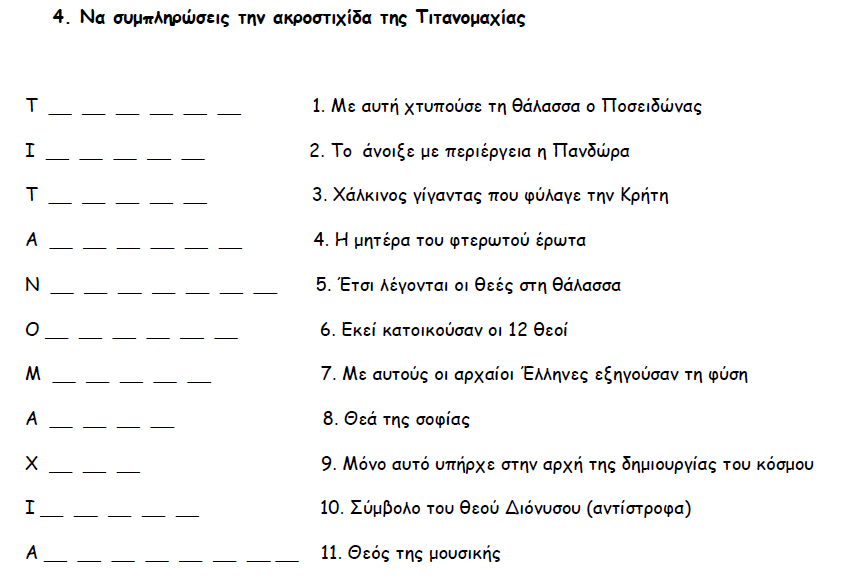 4. Να συμπληρώσεις την ακροστιχίδα της Τιτανομαχίας
Τ __ __ __ __ __ __ 1. Με αυτή χτυπούσε τη θάλασσα ο Ποσειδώνας
Ι __ __ __ __ __ 2. Το άνοιξε με περιέργεια η Πανδώρα
Τ __ __ __ __ __ 3. Χάλκινος γίγαντας που φύλαγε την Κρήτη
Α __ __ __ __ __ __ 4. Η μητέρα του φτερωτού έρωτα
Ν __ __ __ __ __ __ __ 5. Έτσι λέγονται οι θεές στη θάλασσα
Ο __ __ __ __ __ __ 6. Εκεί κατοικούσαν οι 12 θεοί
Μ __ __ __ __ __ 7. Με αυτούς οι αρχαίοι Έλληνες εξηγούσαν τη φύση
Α __ __ __ __ 8. Θεά της σοφίας
Χ __ __ __ 9. Μόνο αυτό υπήρχε στην αρχή της δημιουργίας του κόσμου
Ι __ __ __ __ __ 10. Σύμβολο του θεού Διόνυσου (αντίστροφα)
Α __ __ __ __ __ __ __ __ 11. Θεός της μουσικής